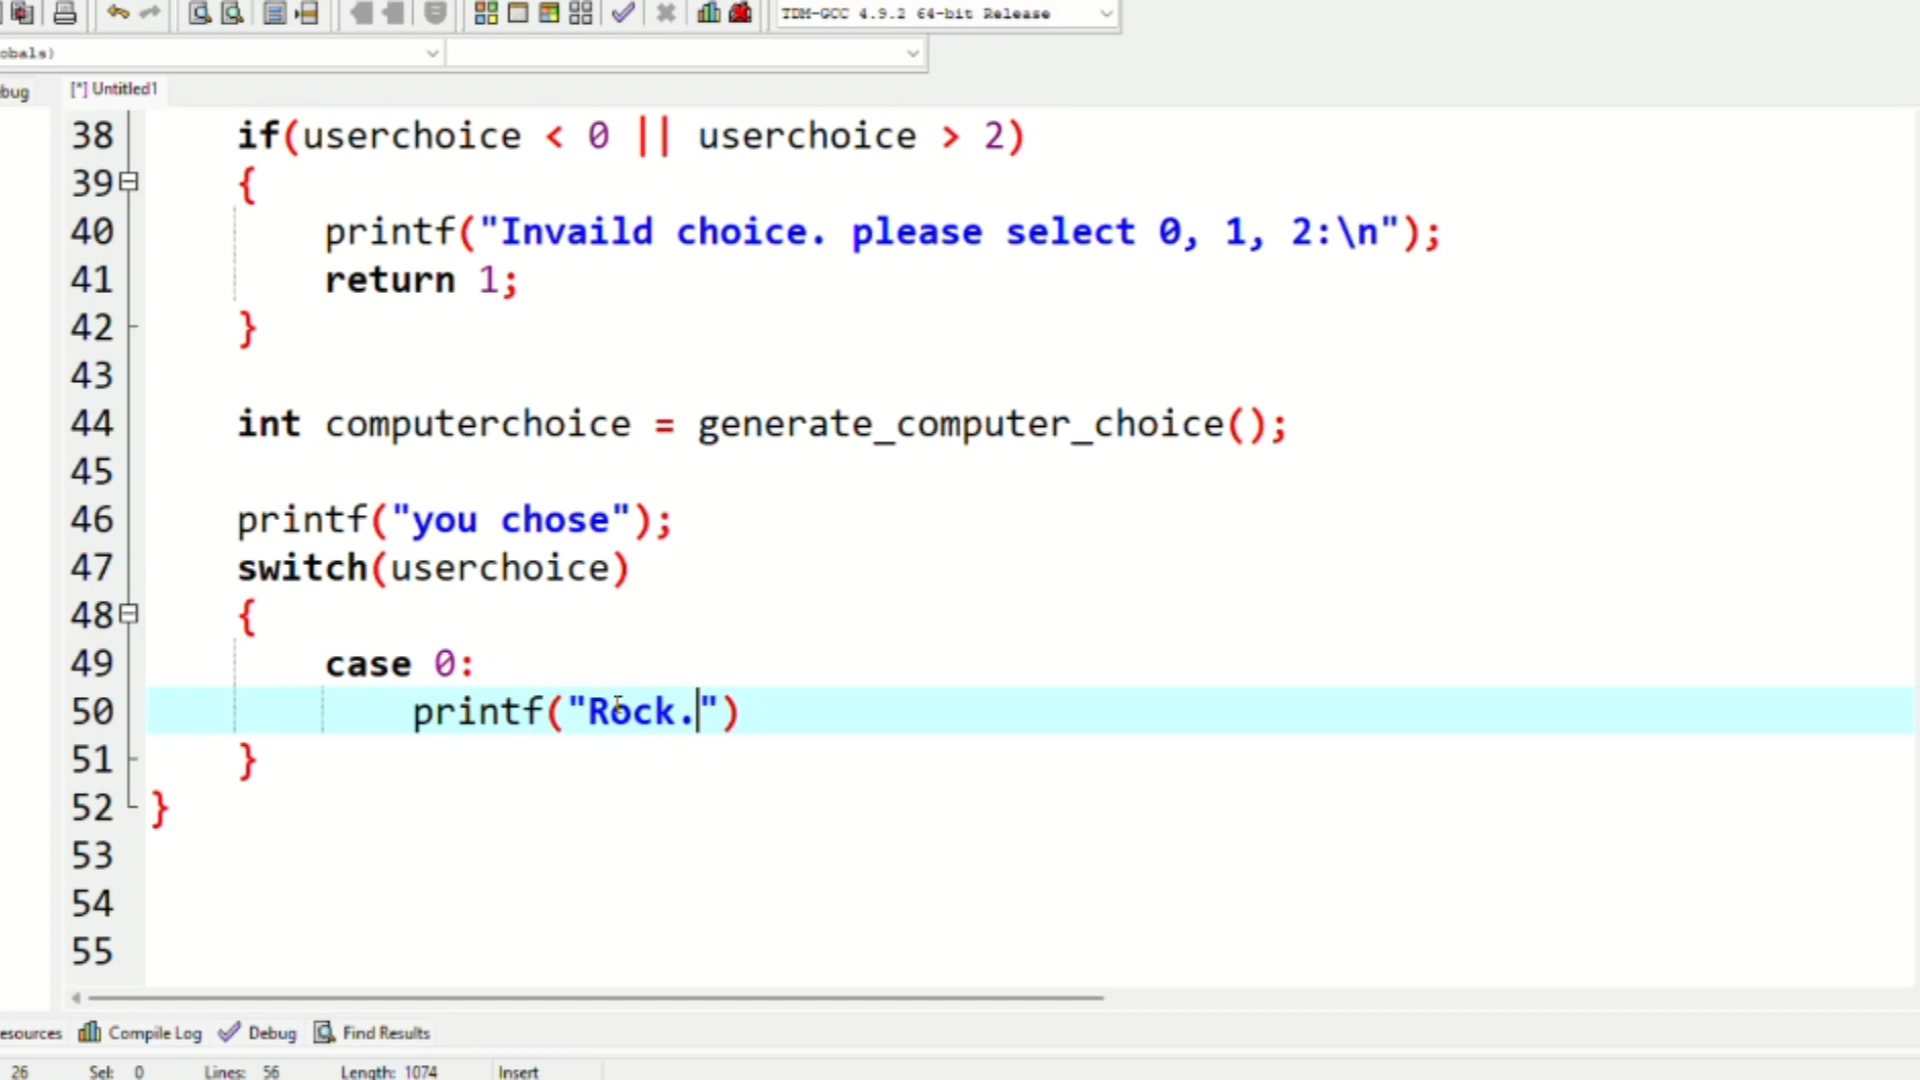 TDM-GCC 4.9.2 64-bit Release
obals)
bug
[*] Untitled1
38 if(userchoice < 0 || userchoice > 2)
39 {
40 printf("Invaild choice. please select 0, 1, 2:\n");
41 return 1;
42 }
43
44 int computerchoice = generate_computer_choice();
45
46 printf("you chose");
47 switch(userchoice)
48 {
49 case 0:
50 printf("Rock.")
51 }
52 }
53
54
55
esources Compile Log Debug Find Results
26 Sel: 0 Lines: 56 Length: 1074 Insert